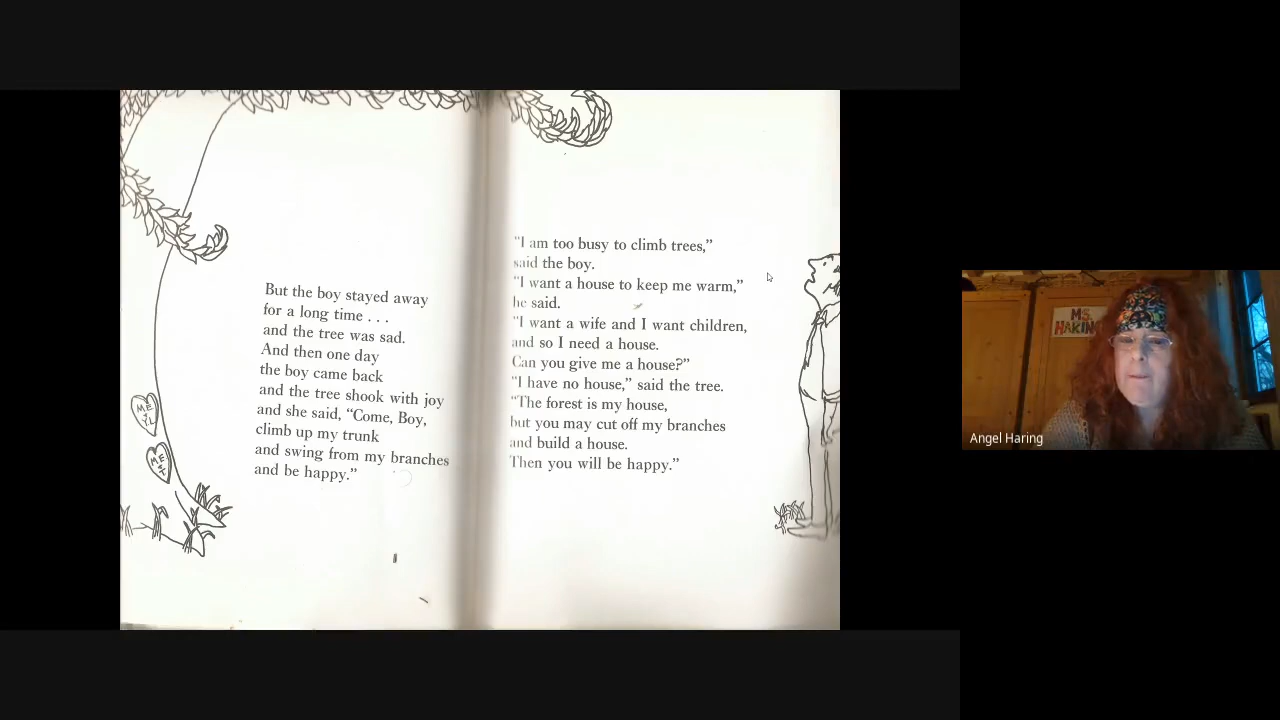 But the boy stayed away
for a long time . . .
and the tree was sad.
And then one day
the boy came back
and the tree shook with joy
and she said, “Come, Boy,
climb up my trunk
and swing from my branches
and be happy.”
“I am too busy to climb trees,”
said the boy.
“I want a house to keep me warm,”
he said.
“I want a wife and I want children,
and so I need a house.
Can you give me a house?”
“I have no house,” said the tree.
“The forest is my house,
but you may cut off my branches
and build a house.
Then you will be happy.”
ME
+
Y.L.
ME
+
T
MS.
HARING
Angel Haring